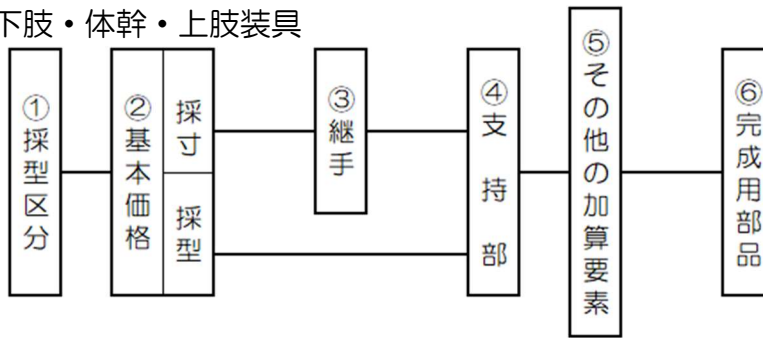 下肢・体幹・上肢装具
①採型区分
②基本価格
採寸
採型
③継手
④支持部
⑤その他の加算要素
⑥完成用部品